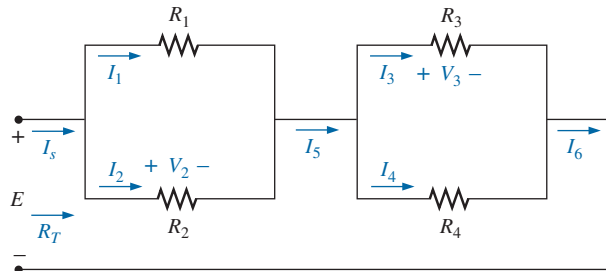 R1
R3
I1
I3
+ V3 −
+
Is
I2
+ V2 −
I5
I4
I6
E
R2
R4
RT
−